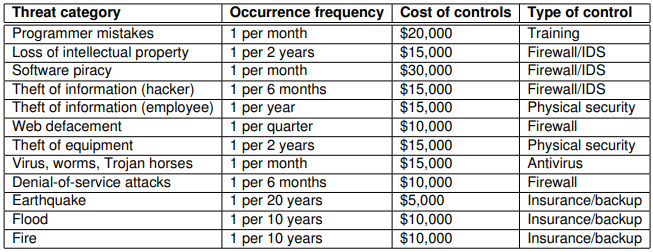 Threat category Occurrence frequency Cost of controls Type of control
Programmer mistakes 1 per month $20,000 Training
Loss of intellectual property 1 per 2 years $15,000 Firewall/IDS
Software piracy 1 per month $30,000 Firewall/IDS
Theft of information (hacker) 1 per 6 months $15,000 Firewall/IDS
Theft of information (employee) 1 per year $15,000 Physical security
Web defacement 1 per quarter $10,000 Firewall
Theft of equipment 1 per 2 years $15,000 Physical security
Virus, worms, Trojan horses 1 per month $15,000 Antivirus
Denial-of-service attacks 1 per 6 months $10,000 Firewall
Earthquake 1 per 20 years $5,000 Insurance/backup
Flood 1 per 10 years $10,000 Insurance/backup
Fire 1 per 10 years $10,000 Insurance/backup